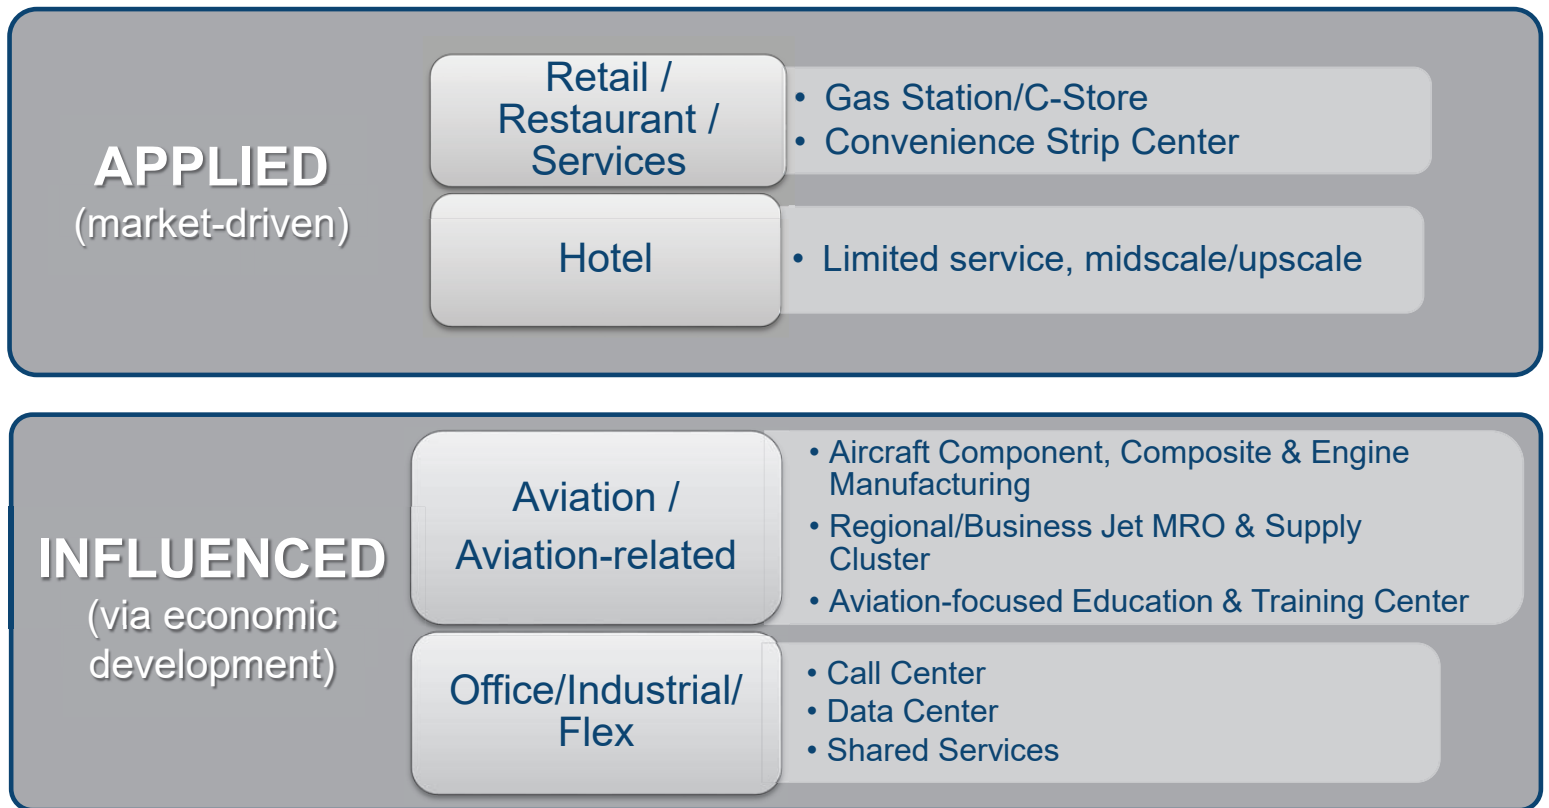 APPLIED
(market-driven)
Retail /
Restaurant /
Services
• Gas Station/C-Store
• Convenience Strip Center
Hotel
• Limited service, midscale/upscale
INFLUENCED
(via economic
development)
Aviation /
Aviation-related
• Aircraft Component, Composite & Engine
Manufacturing
• Regional/Business Jet MRO & Supply
Cluster
• Aviation-focused Education & Training Center
Office/Industrial/
Flex
• Call Center
• Data Center
• Shared Services